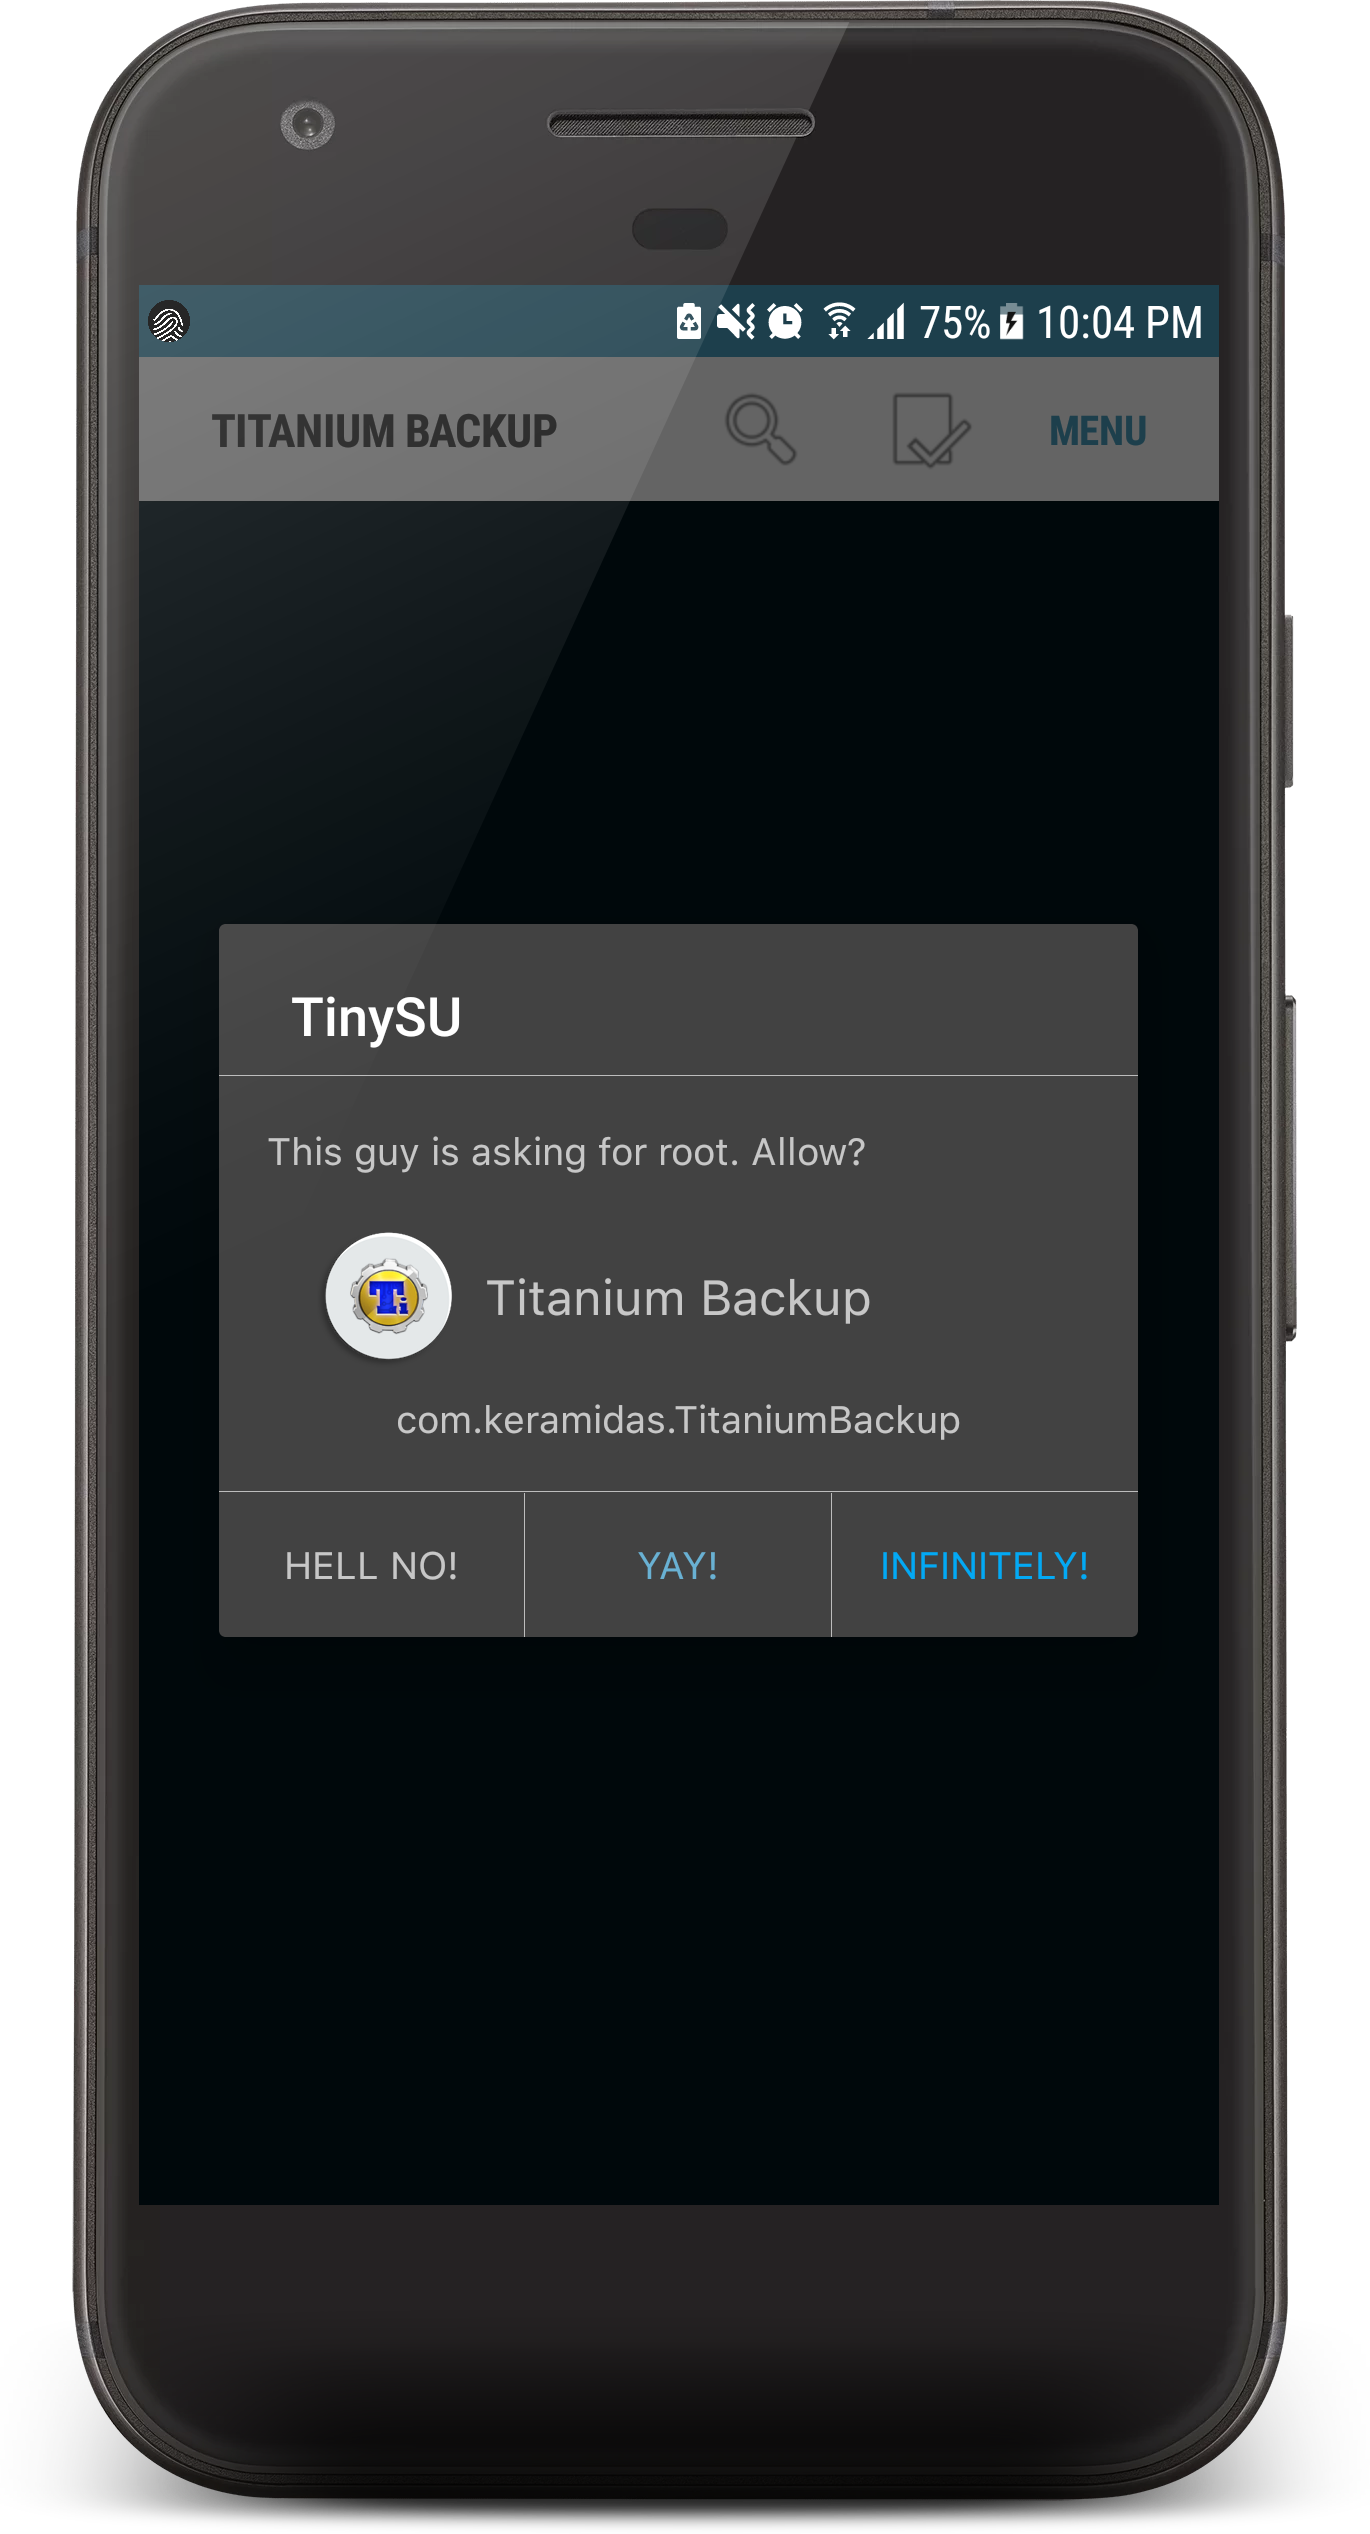 75% 10:04 PM
TITANIUM BACKUP MENU
TinySU
This guy is asking for root. Allow?
Ti
Titanium Backup
com.keramidas.TitaniumBackup
HELL NO! YAY! INFINITELY!